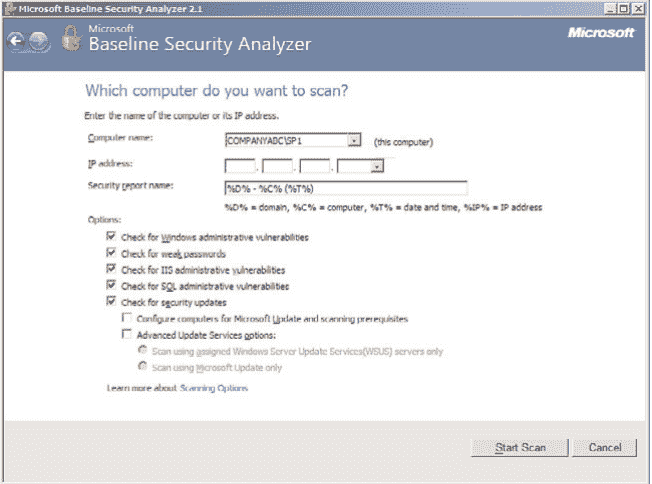 Microsoft Baseline Security Analyzer 2.1
Microsoft
Baseline Security Analyzer
Microsoft
Which computer do you want to scan?
Enter the name of the computer or its IP address.
Computer name: COMPANYABC\SP1 (this computer)
IP address: . . .
Security report name: %D% - %C% (%T%)
%D% = domain, %C% = computer, %T% = date and time, %IP% = IP address
Options:
Check for Windows administrative vulnerabilities
Check for weak passwords
Check for IIS administrative vulnerabilities
Check for SQL administrative vulnerabilities
Check for security updates
Configure computers for Microsoft Update and scanning prerequisites
Advanced Update Services options:
Scan using assigned Windows Server Update Services(WSUS) servers only
Scan using Microsoft Update only
Learn more about Scanning Options
Start Scan Cancel